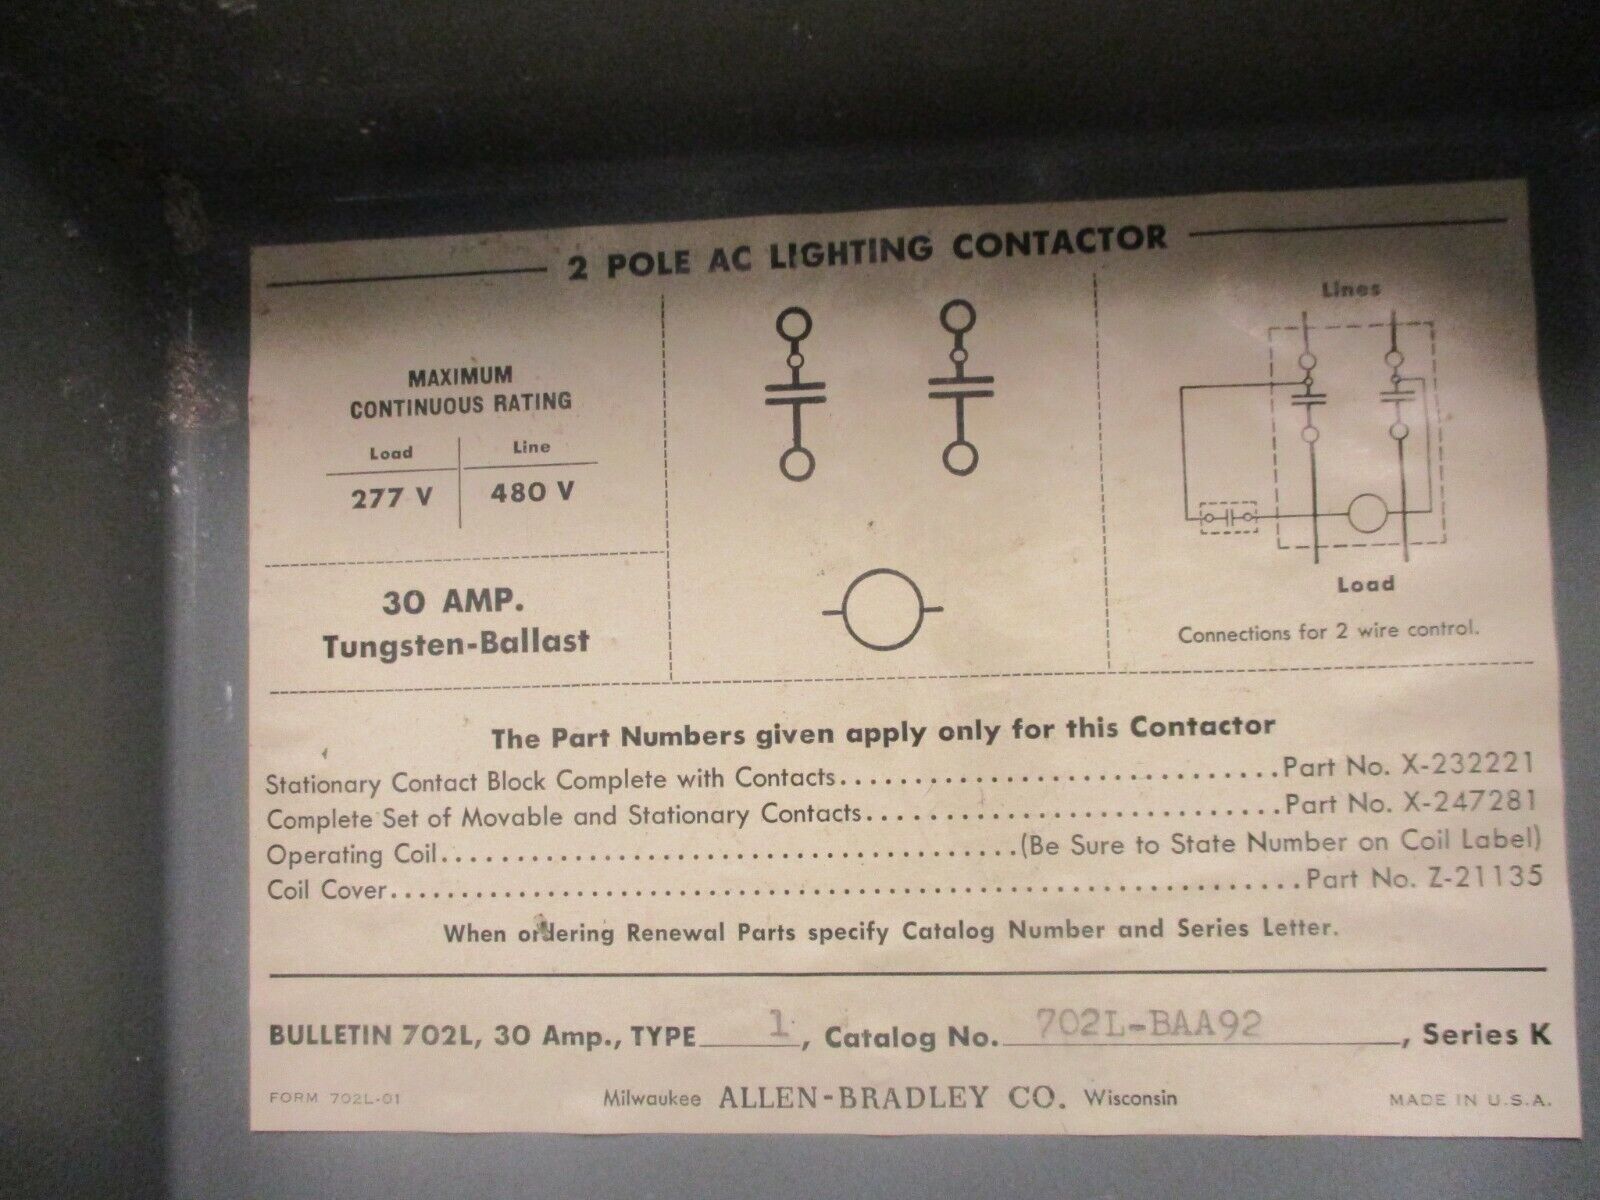 2 POLE AC LIGHTING CONTACTOR
MAXIMUM
CONTINUOUS RATING
Load Line
277 V 480 V
30 AMP.
Tungsten-Ballast
Lines
Load
Connections for 2 wire control.
The Part Numbers given apply only for this Contactor
Stationary Contact Block Complete with Contacts..............................Part No. X-232221
Complete Set of Movable and Stationary Contacts............................Part No. X-247281
Operating Coil.......................................(Be Sure to State Number on Coil Label)
Coil Cover.............................................................Part No. Z-21135
When ordering Renewal Parts specify Catalog Number and Series Letter.
BULLETIN 702L, 30 Amp., TYPE 1, Catalog No. 702L-BAA92, Series K
FORM 702L-01 Milwaukee ALLEN-BRADLEY CO. Wisconsin MADE IN U.S.A.